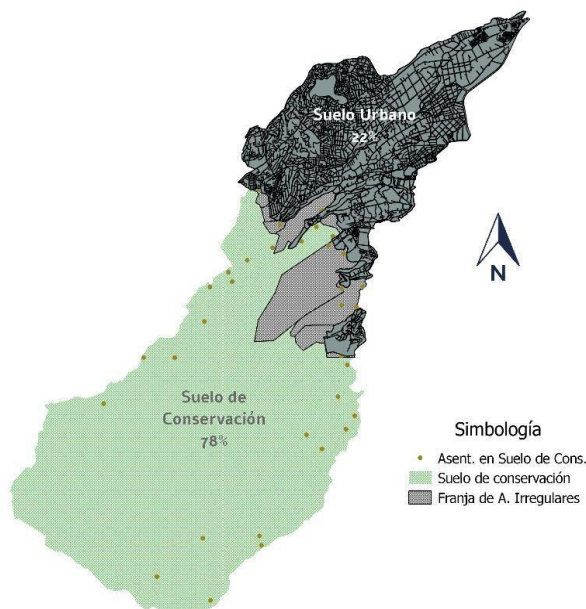 Suelo Urbano
22%
N
Suelo de
Conservación
78%
Simbología
Asent. en Suelo de Cons.
Suelo de conservación
Franja de A. Irregulares